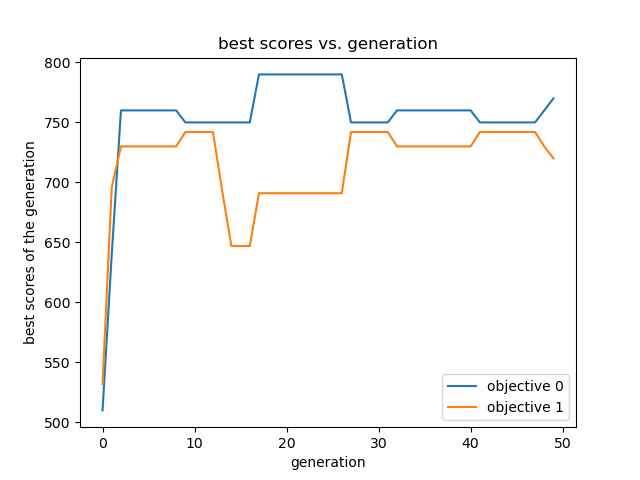 best scores vs. generation
best scores of the generation
800
750
700
650
600
550
500
0 10 20 30 40 50
generation
objective 0
objective 1